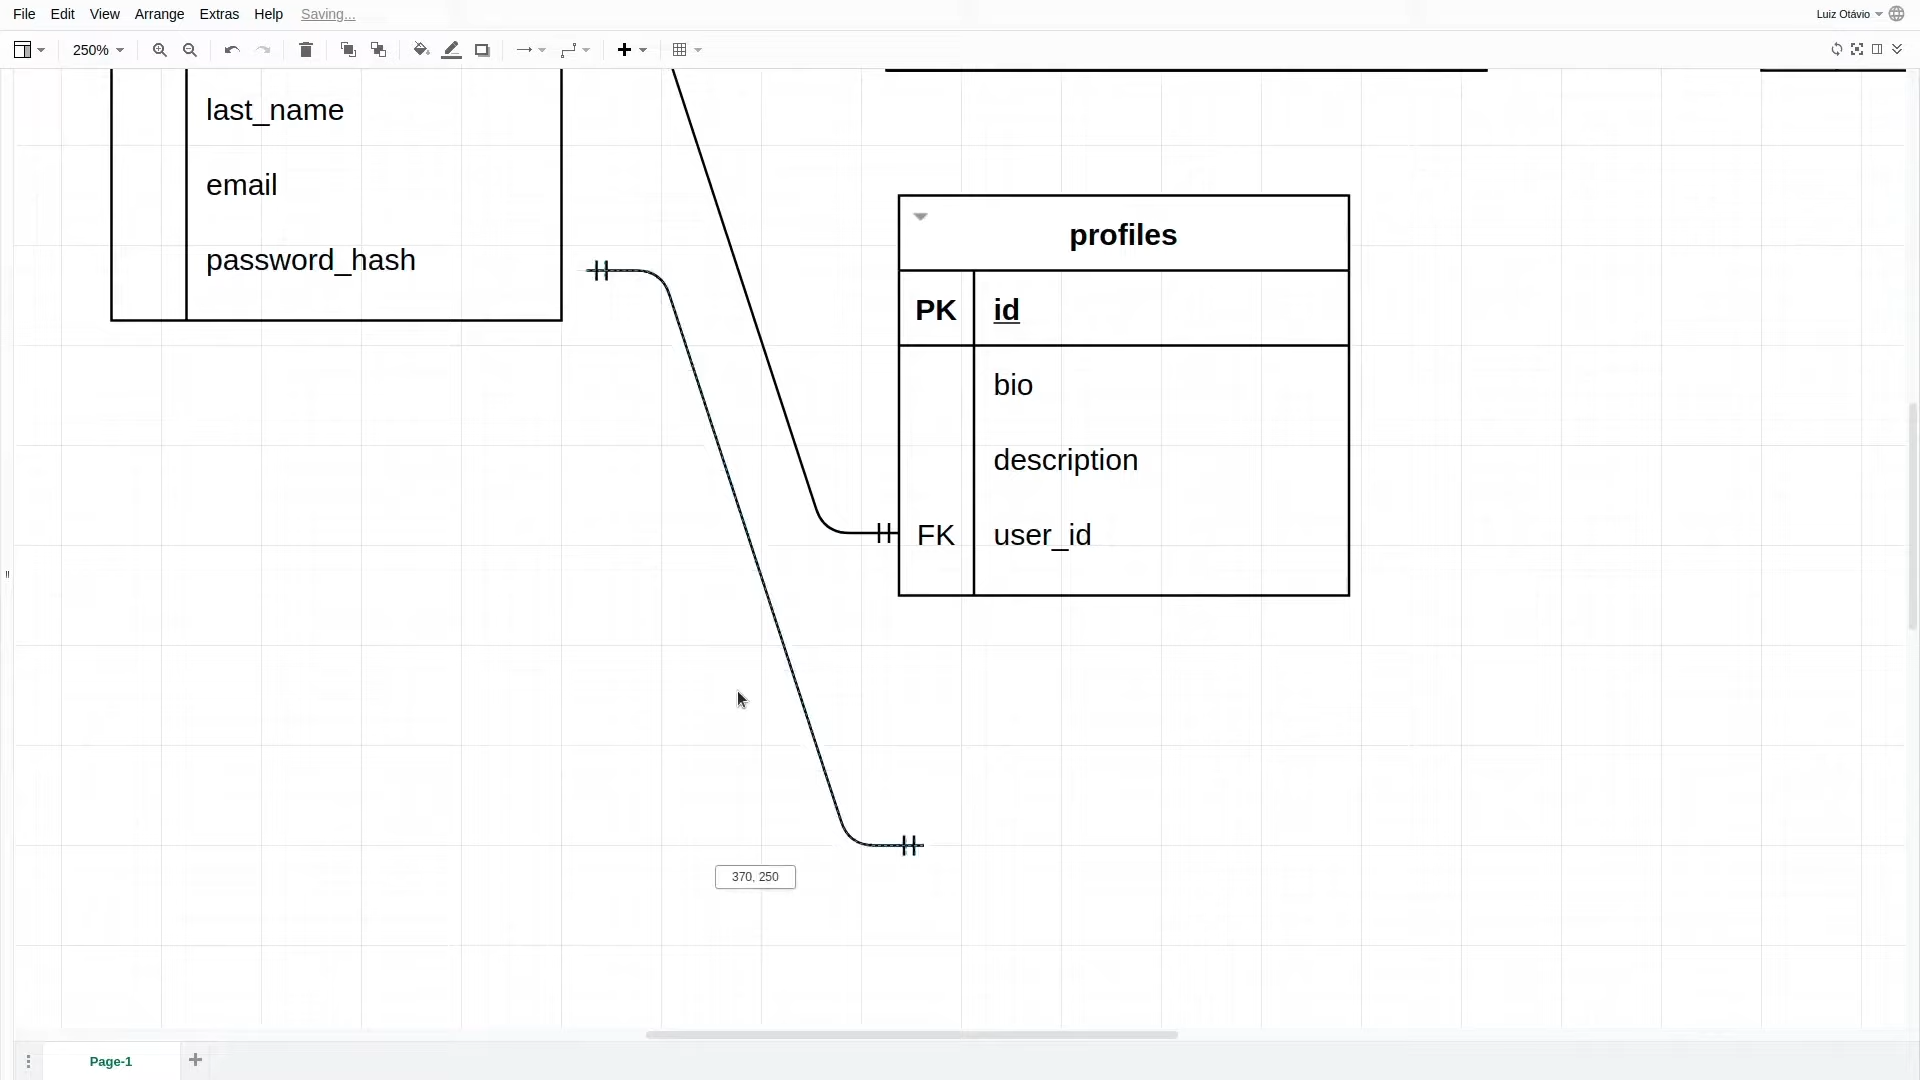 File Edit View Arrange Extras Help Saving...
Luiz Otávio
250%
last_name
email
password_hash
profiles
PK id
bio
description
FK user_id
370, 250
Page-1